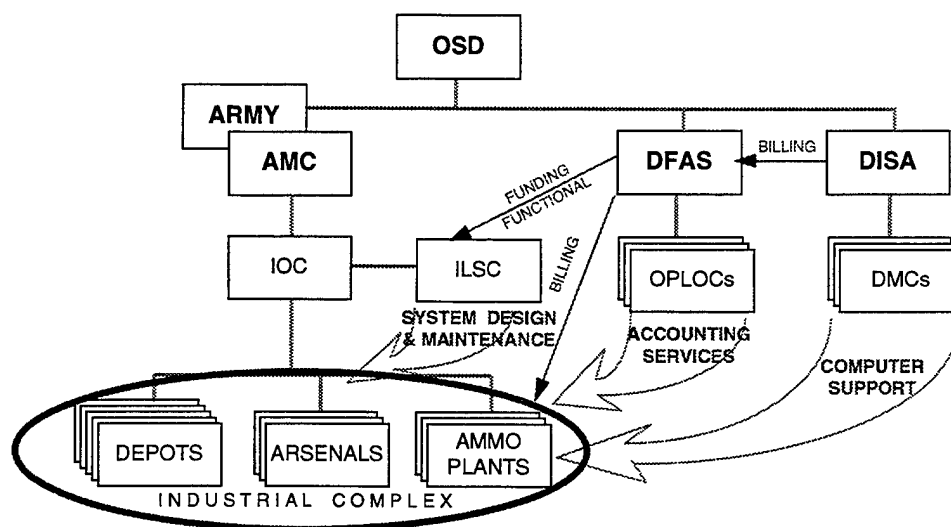 OSD
ARMY
AMC
DFAS
BILLING
DISA
FUNDING
FUNCTIONAL
BILLING
IOC
ILSC
OPLOCs
DMCs
SYSTEM DESIGN
& MAINTENANCE
ACCOUNTING
SERVICES
COMPUTER
SUPPORT
DEPOTS
ARSENALS
AMMO
PLANTS
INDUSTRIAL COMPLEX